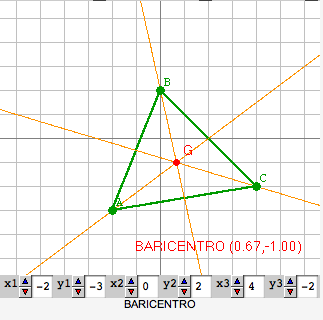 B
G
C
A
BARICENTRO (0.67,-1.00)
x1 -2 y1 -3 x2 0 y2 2 x3 4 y3 -2
BARICENTRO